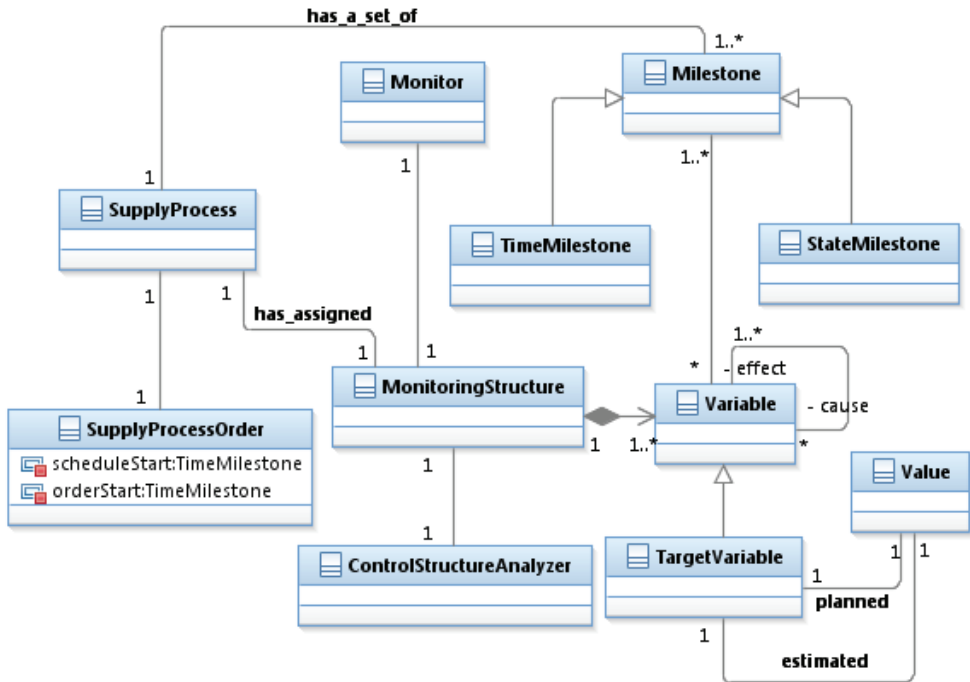 has_a_set_of
1..*
Milestone
Monitor
1..*
1
1
SupplyProcess
TimeMilestone
StateMilestone
1
1
has_assigned
1..*
1
1
*
- effect
MonitoringStructure
Variable
- cause
1
SupplyProcessOrder
1
1..*
*
scheduleStart:TimeMilestone
1
Value
orderStart:TimeMilestone
1
ControlStructureAnalyzer
TargetVariable
1
1
1
planned
1
estimated